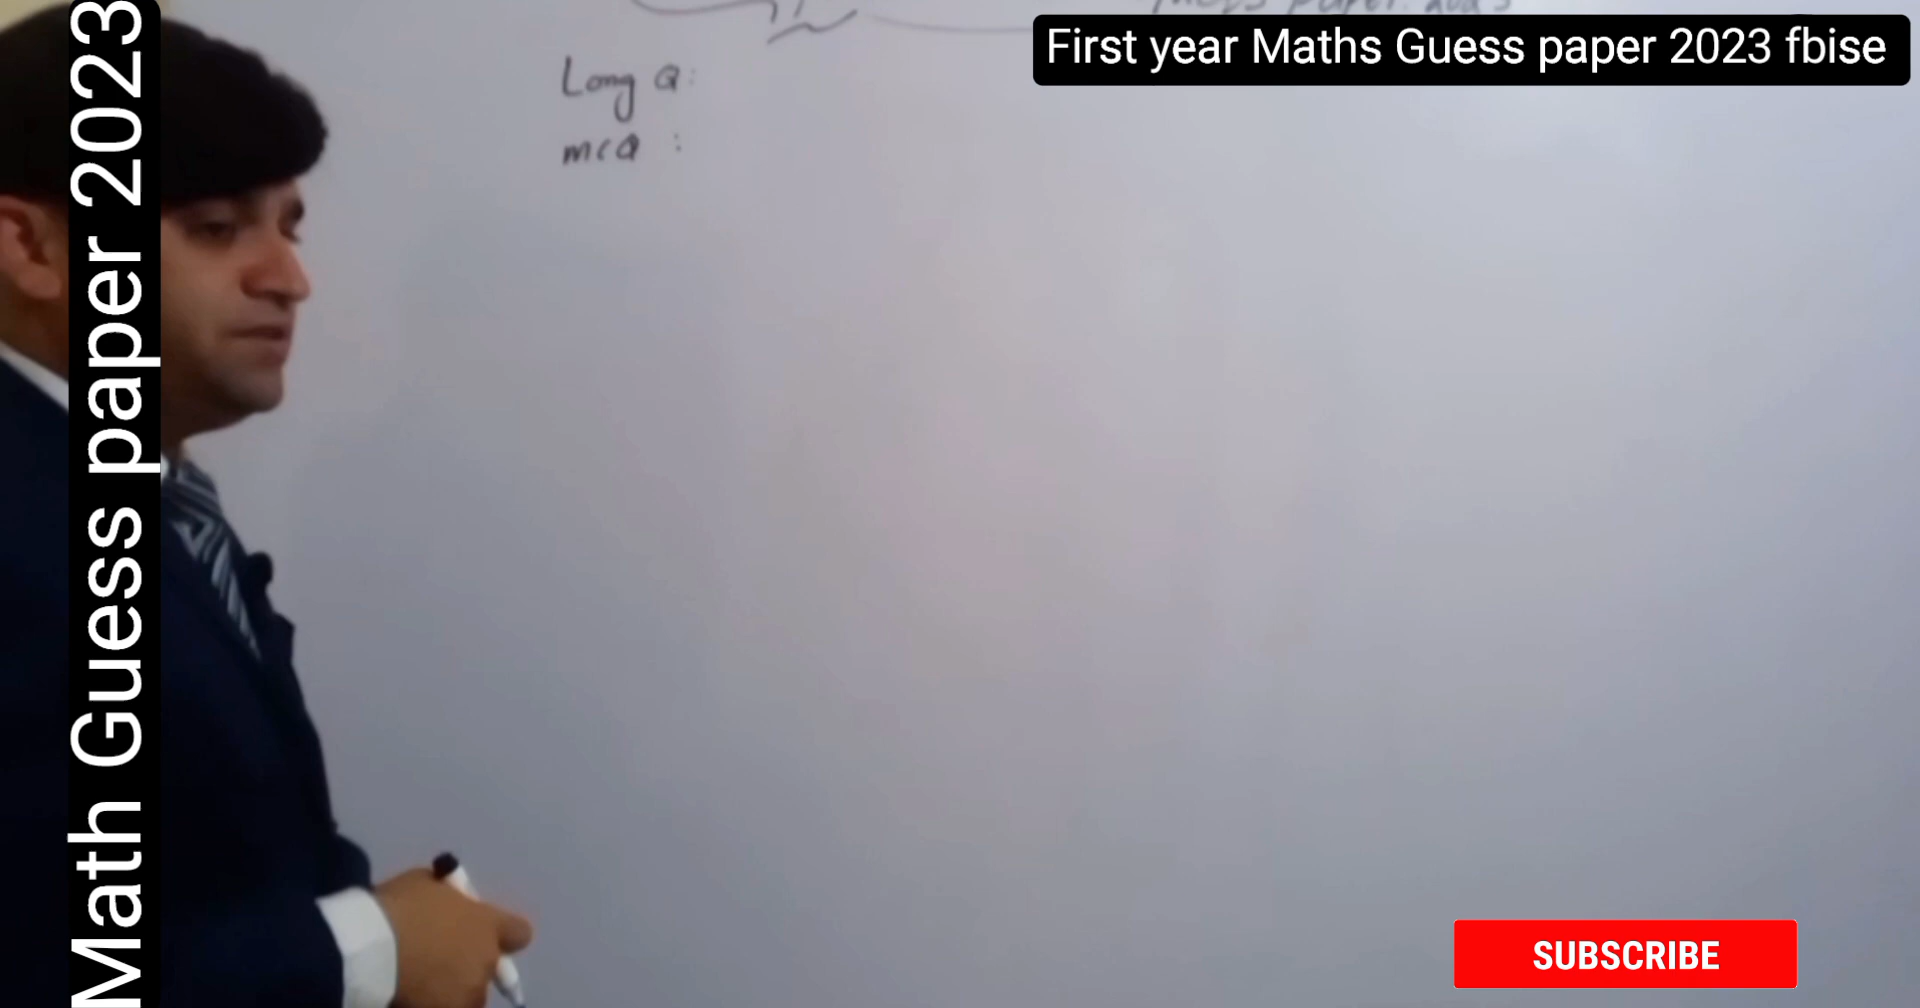 First year Maths Guess paper 2023 fbise
Long Q:
mcQ :
Math Guess paper 2023
SUBSCRIBE